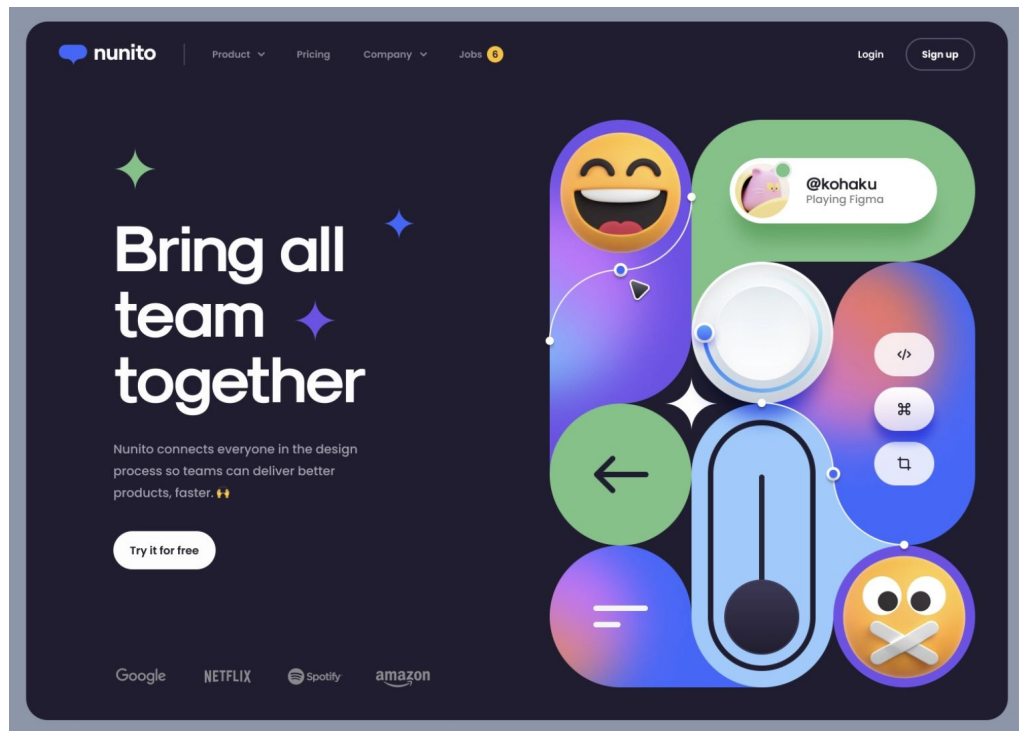 nunito
Product
Pricing
Company
Jobs 6
Login
Sign up
@kohaku
Playing Figma
Bring all
team
together
Nunito connects everyone in the design
process so teams can deliver better
products, faster. 🙌
Try it for free
</>
⌘
Google
NETFLIX
Spotify
amazon